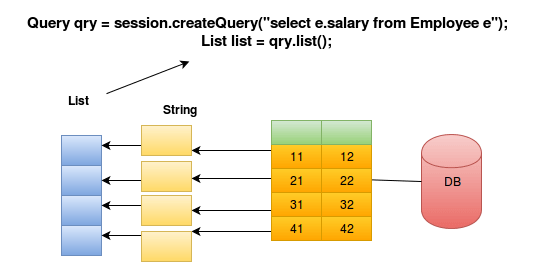 Query qry = session.createQuery("select e.salary from Employee e");
List list = qry.list();
List
String
11 12
21 22
31 32
41 42
DB